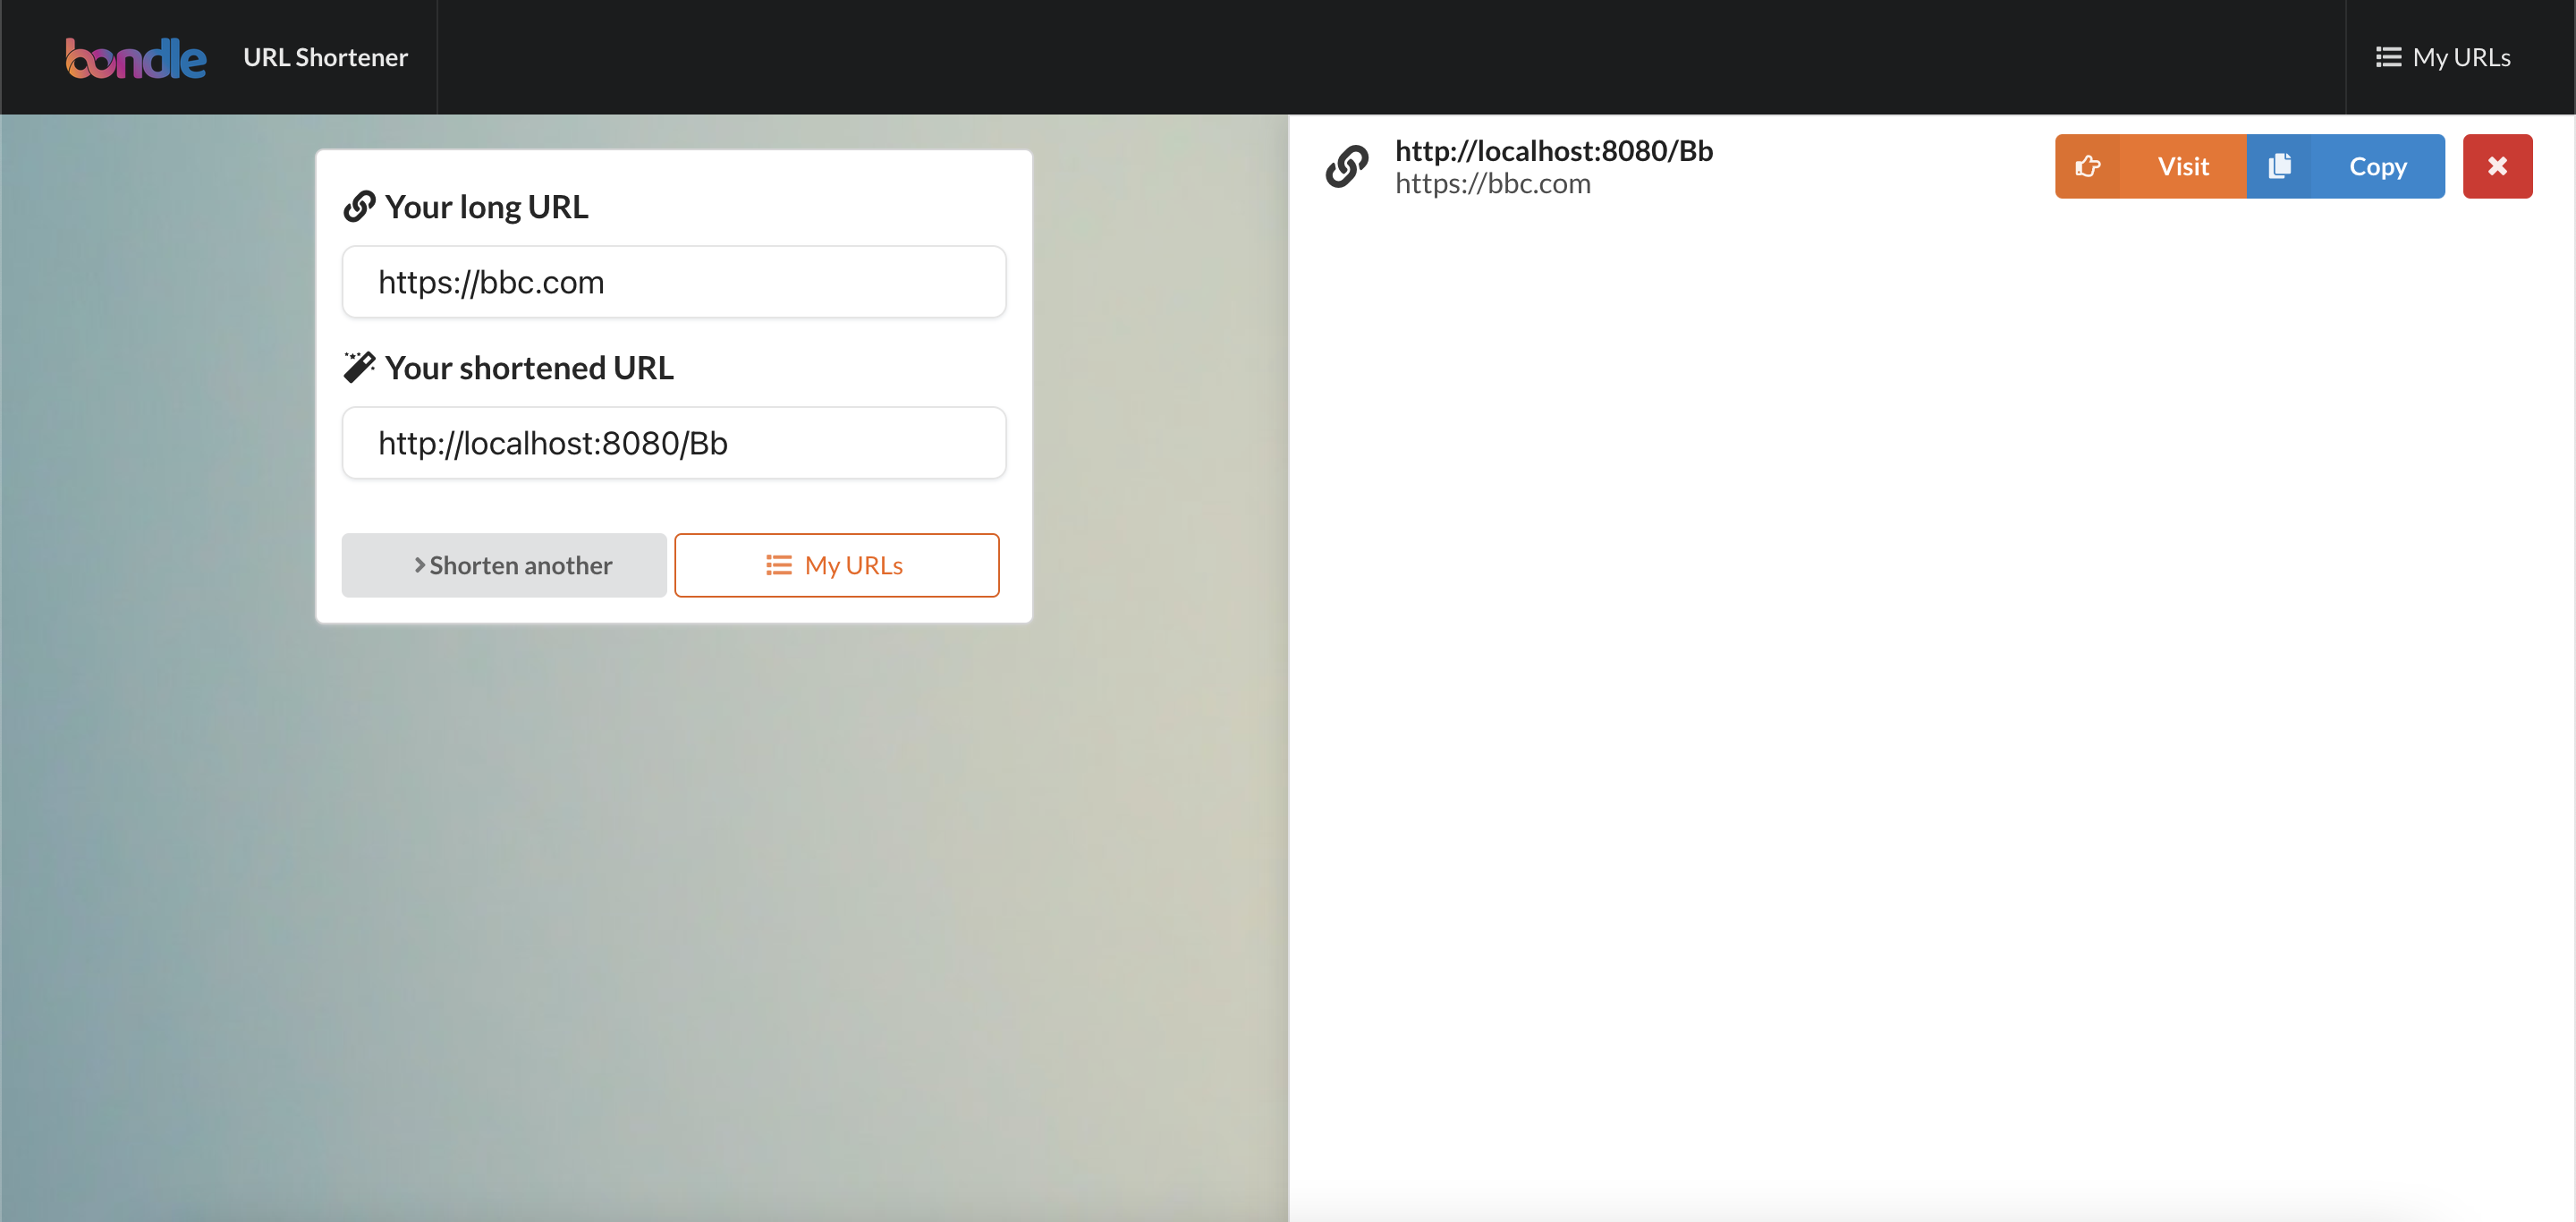 bondle URL Shortener My URLs
Your long URL
https://bbc.com
Your shortened URL
http://localhost:8080/Bb
Shorten another My URLs
http://localhost:8080/Bb
https://bbc.com
Visit Copy